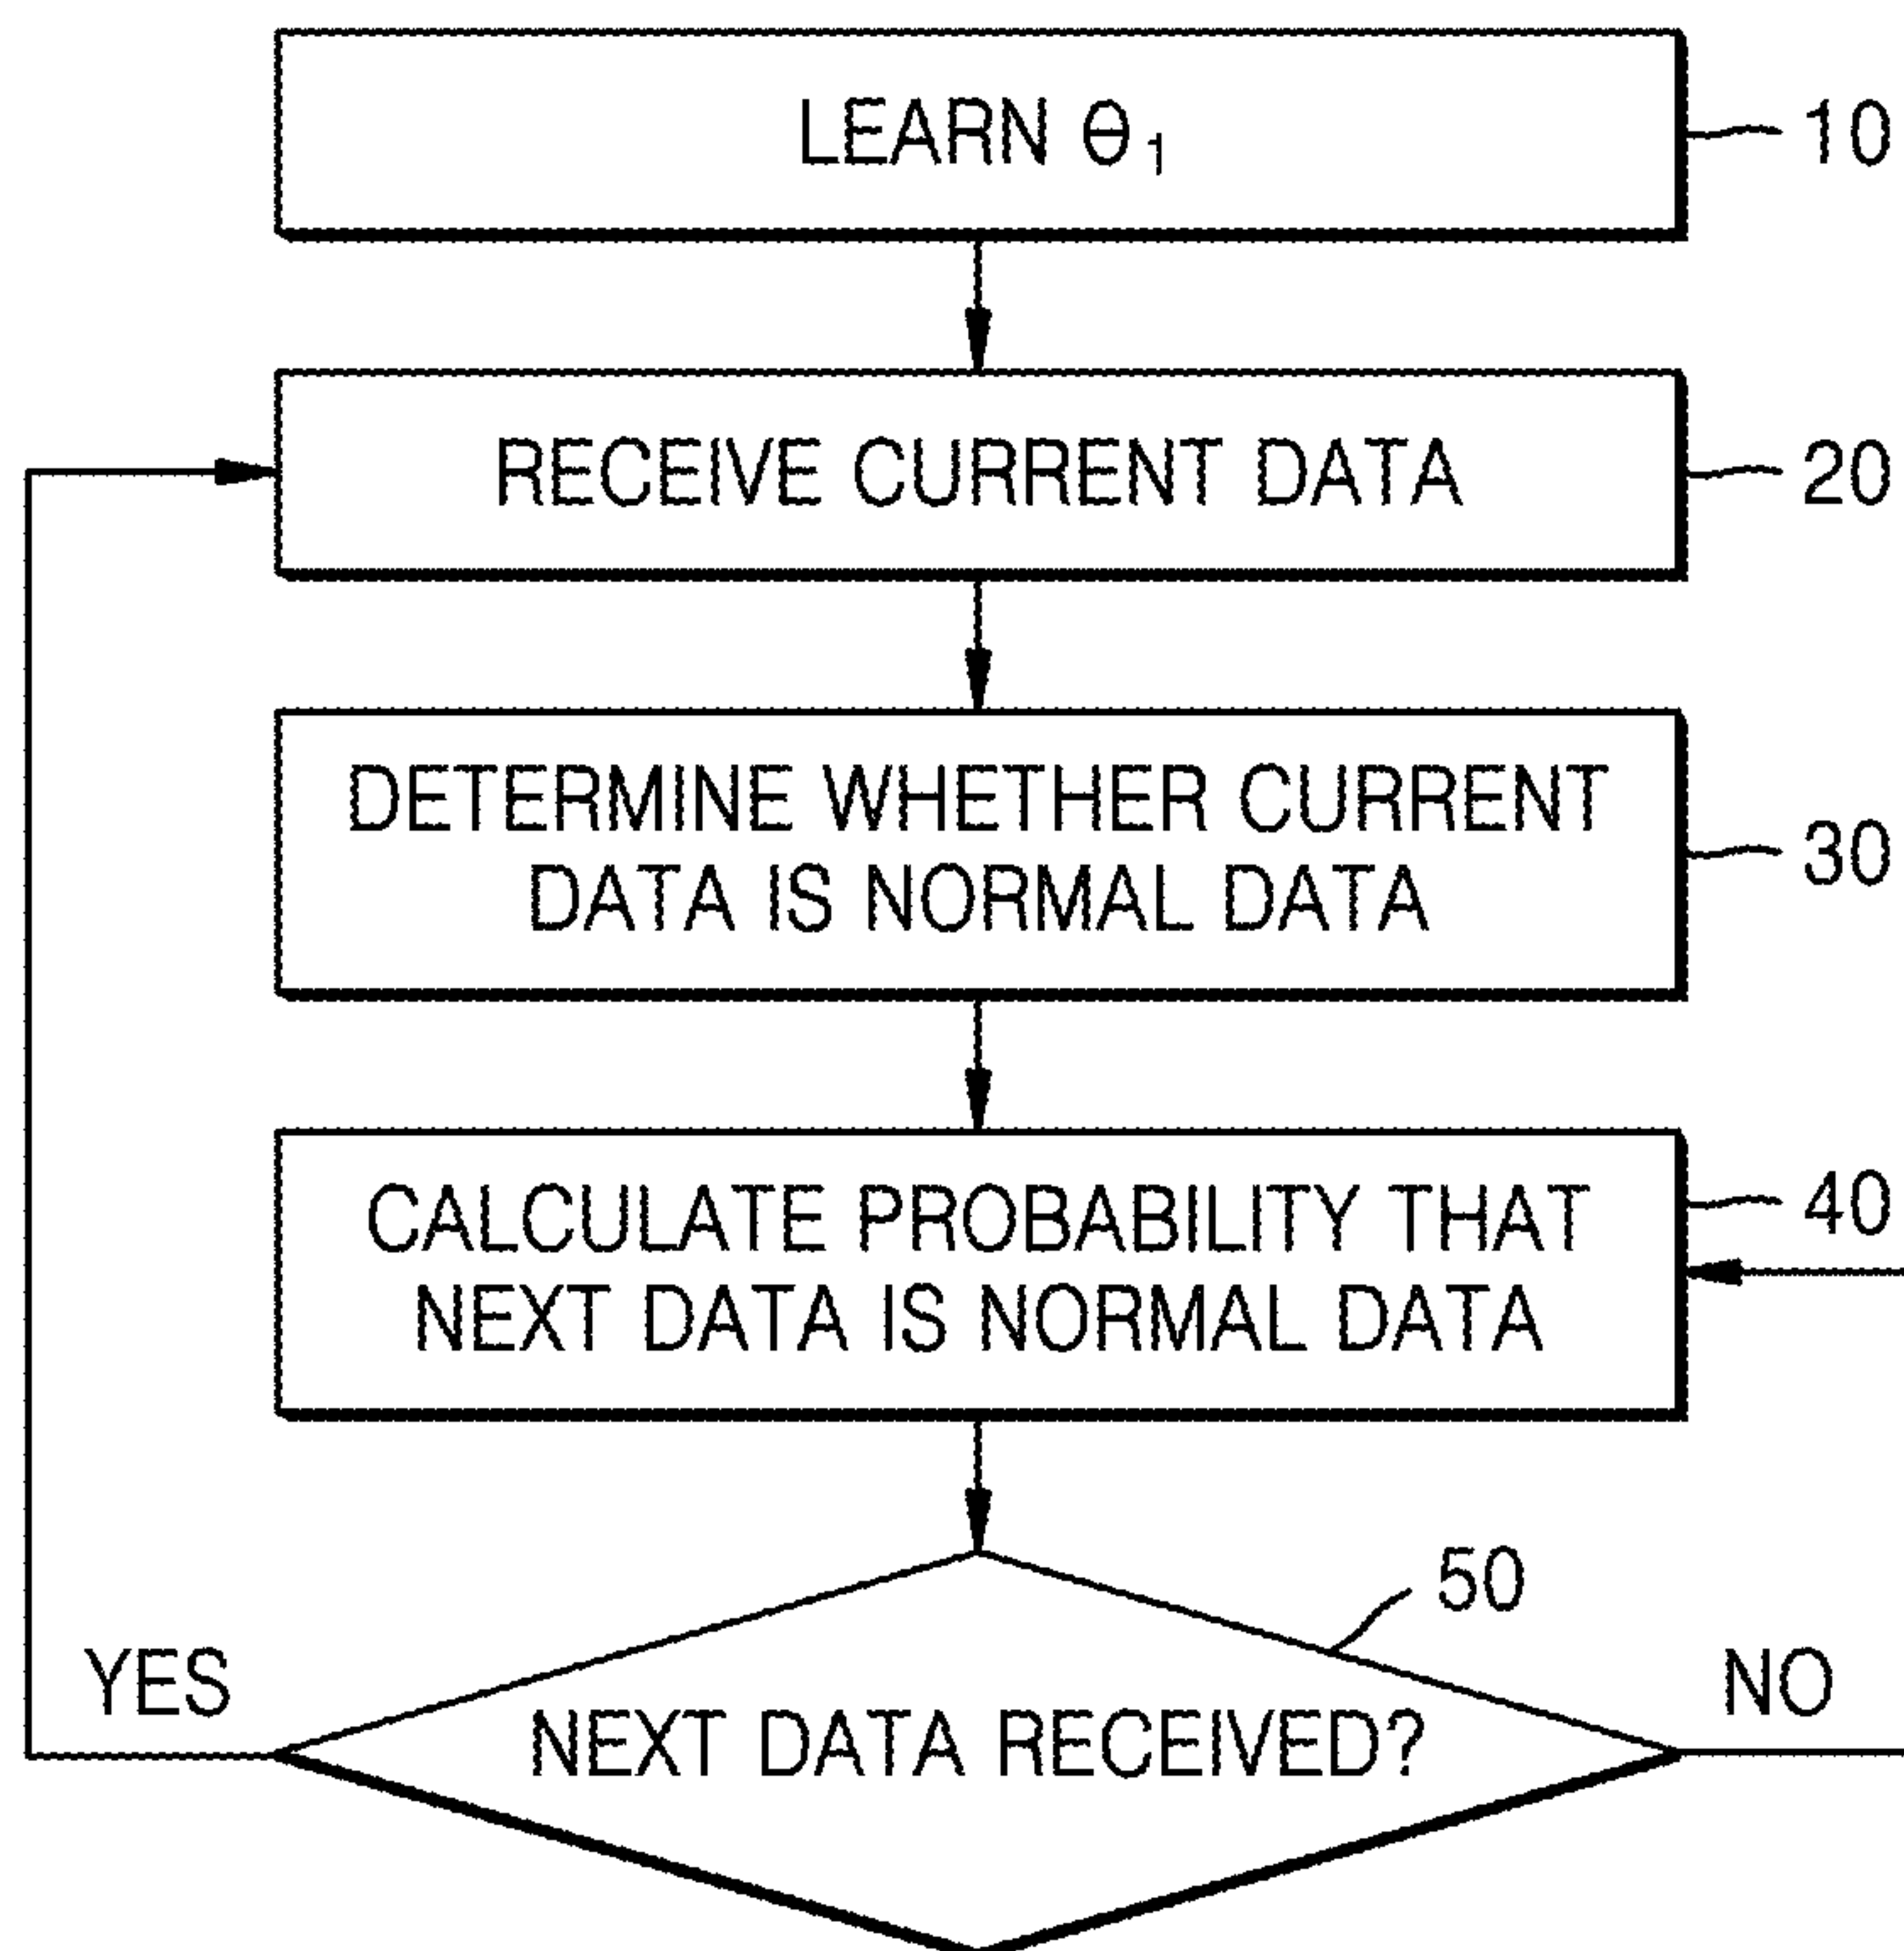 LEARN θ₁
10
RECEIVE CURRENT DATA
20
DETERMINE WHETHER CURRENT
DATA IS NORMAL DATA
30
CALCULATE PROBABILITY THAT
NEXT DATA IS NORMAL DATA
40
50
YES
NEXT DATA RECEIVED?
NO